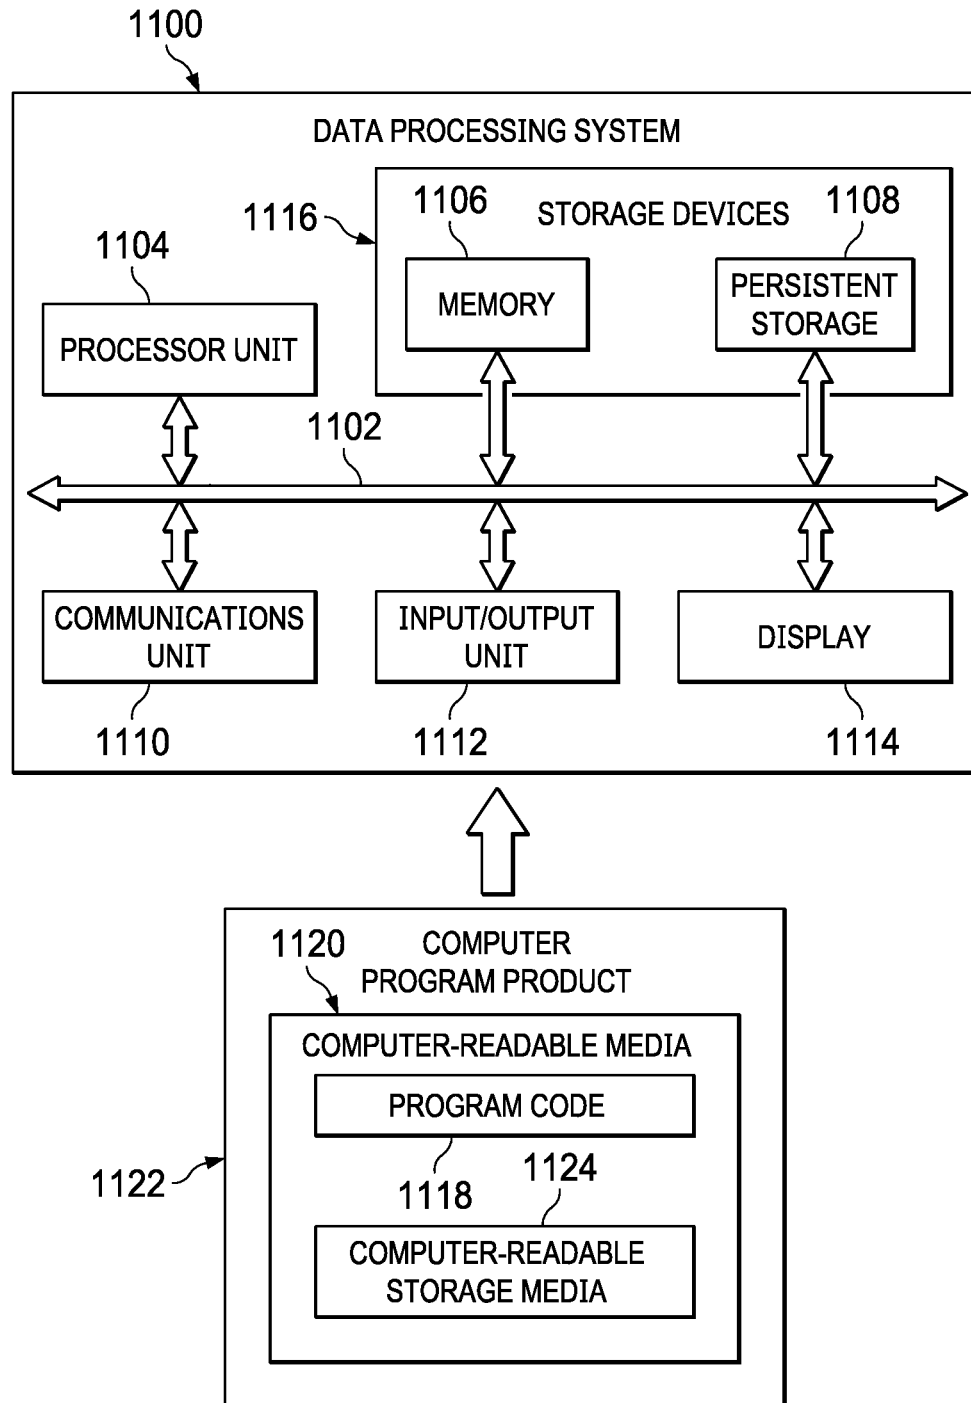 1100
DATA PROCESSING SYSTEM
1116
1106
STORAGE DEVICES
1108
1104
MEMORY
PERSISTENT
STORAGE
PROCESSOR UNIT
1102
COMMUNICATIONS
UNIT
INPUT/OUTPUT
UNIT
DISPLAY
1110
1112
1114
1120
COMPUTER
PROGRAM PRODUCT
COMPUTER-READABLE MEDIA
PROGRAM CODE
1122
1118
1124
COMPUTER-READABLE
STORAGE MEDIA